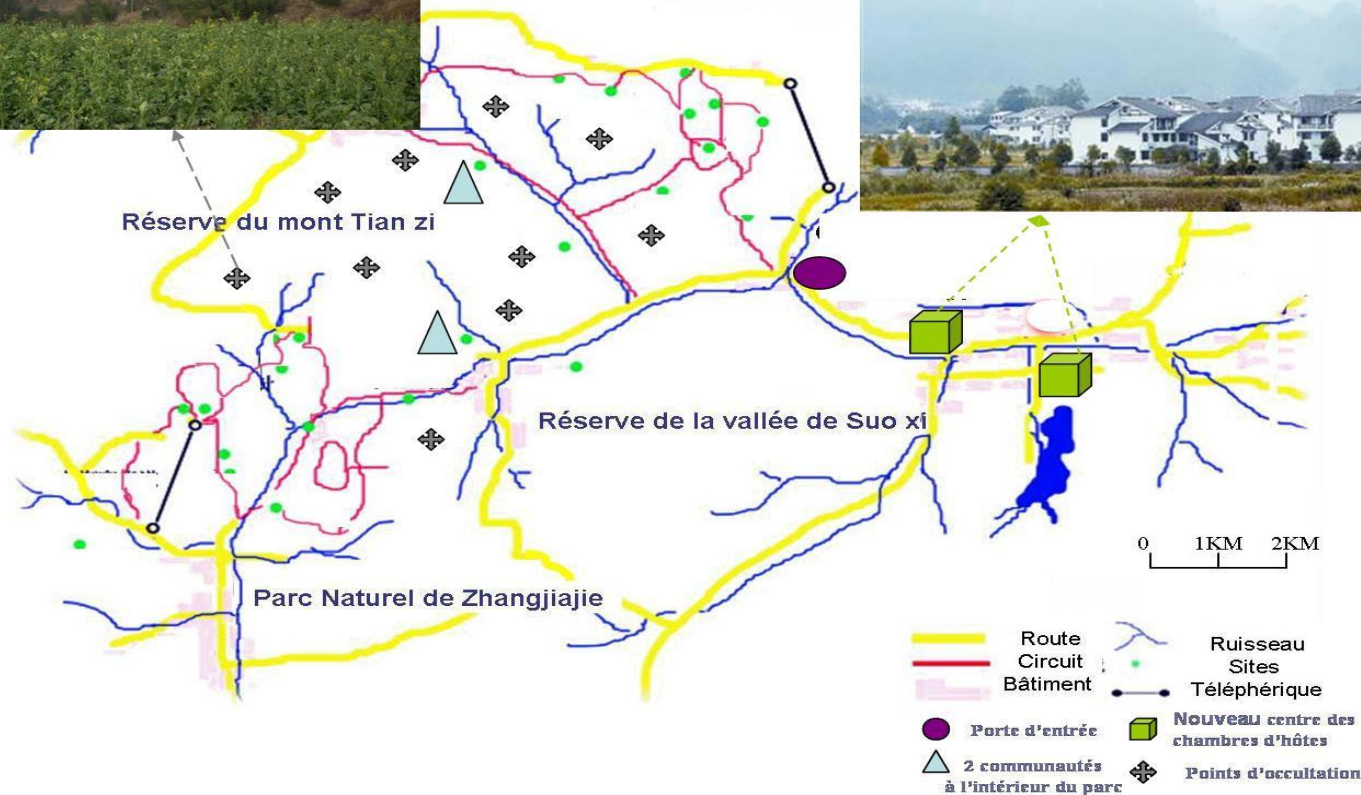 Réserve du mont Tian zi
Réserve de la vallée de Suo xi
Parc Naturel de Zhangjiajie
0 1KM 2KM
Route
Circuit
Bâtiment
Ruisseau
Sites
Téléphérique
Porte d'entrée
Nouveau centre des
chambres d'hôtes
2 communautés
à l'intérieur du parc
Points d'occultation